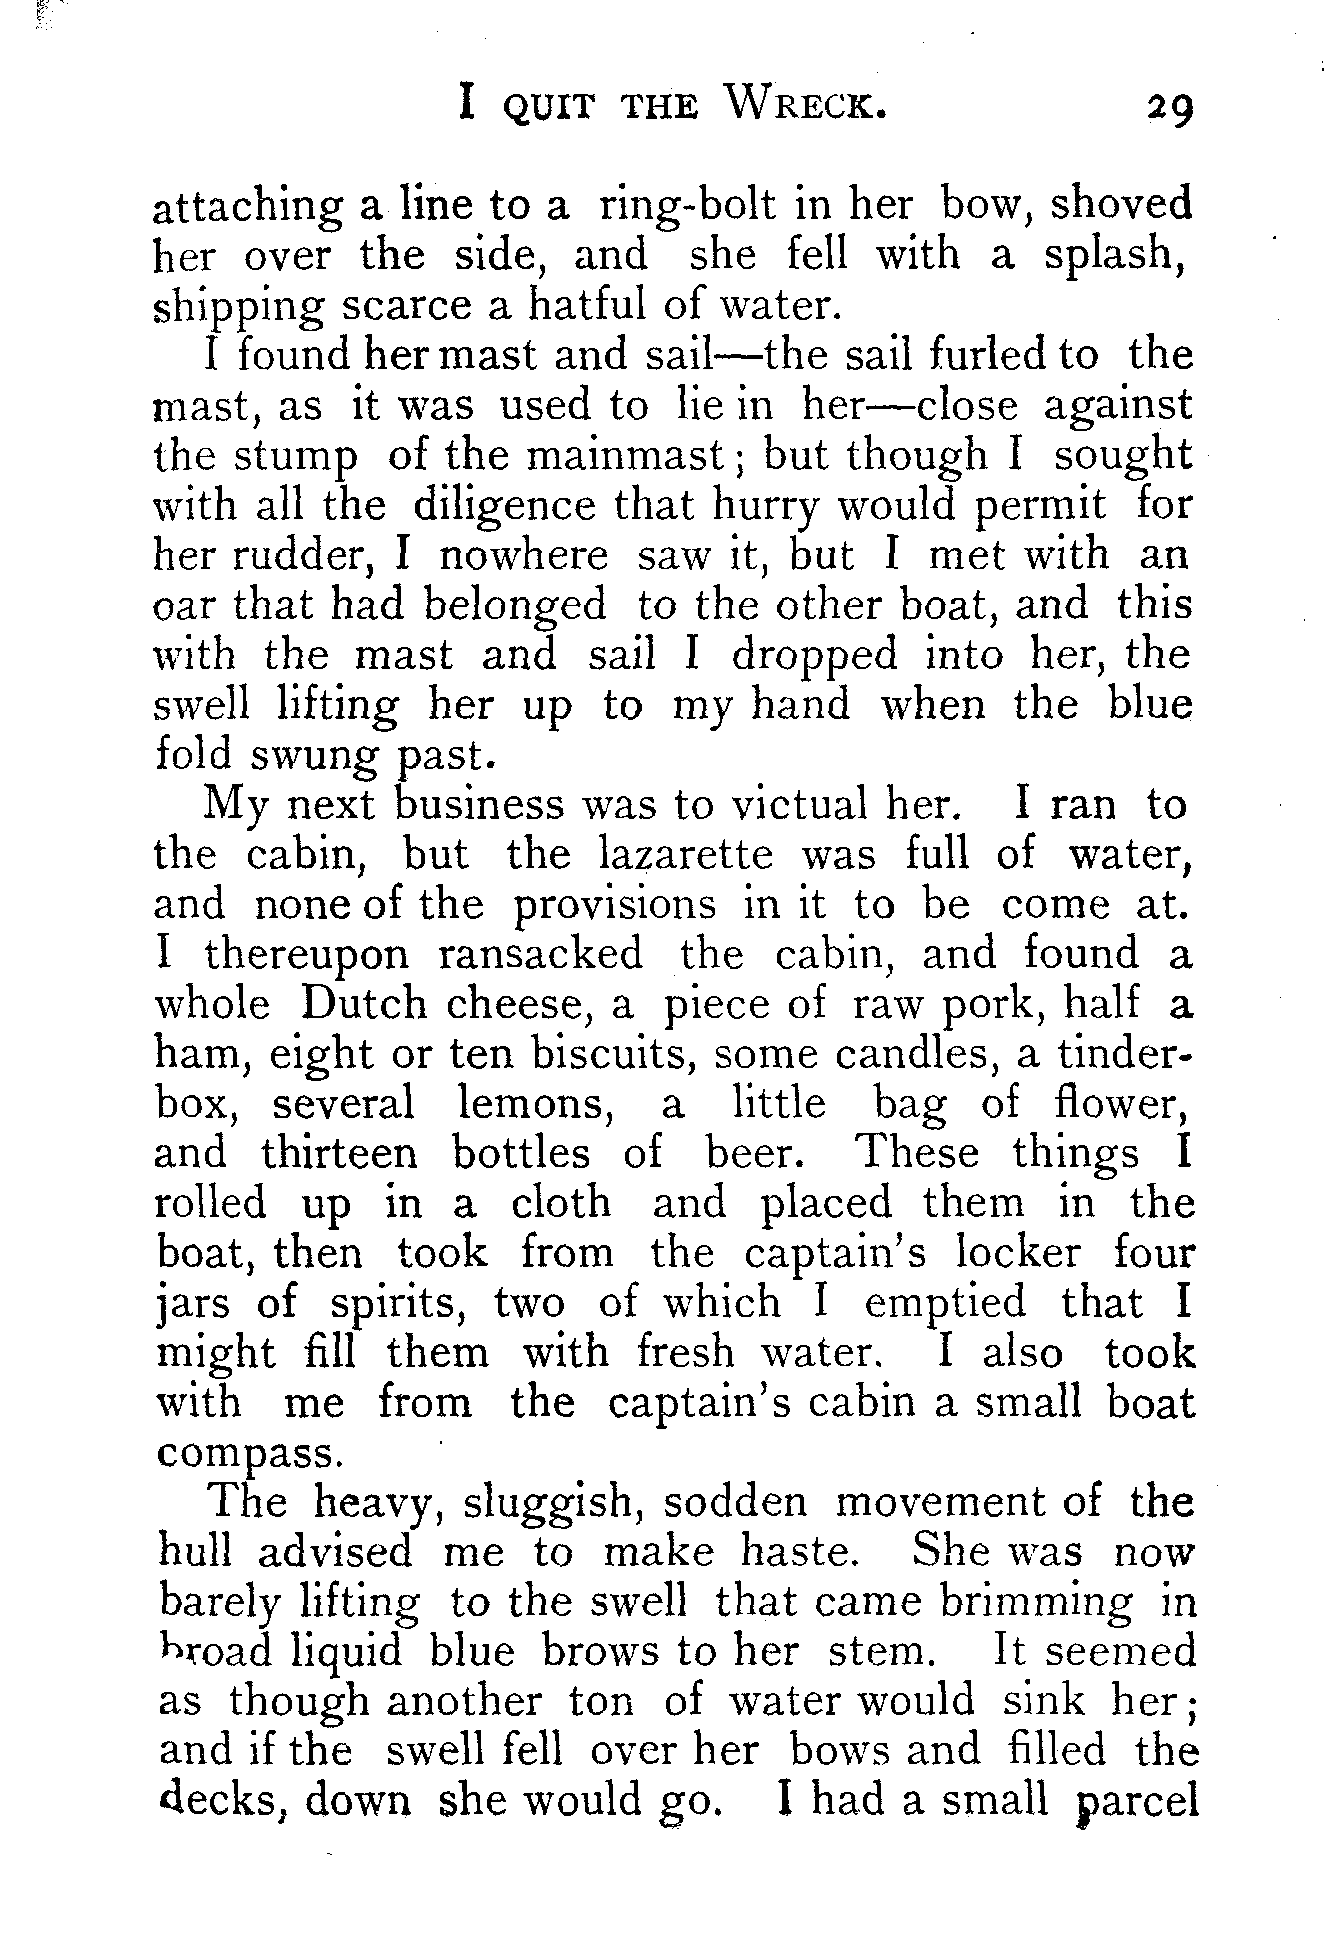 I QUIT THE WRECK. 29
attaching a line to a ring-bolt in her bow, shoved
her over the side, and she fell with a splash,
shipping scarce a hatful of water.
I found her mast and sail—the sail furled to the
mast, as it was used to lie in her—close against
the stump of the mainmast; but though I sought
with all the diligence that hurry would permit for
her rudder, I nowhere saw it, but I met with an
oar that had belonged to the other boat, and this
with the mast and sail I dropped into her, the
swell lifting her up to my hand when the blue
fold swung past.
My next business was to victual her. I ran to
the cabin, but the lazarette was full of water,
and none of the provisions in it to be come at.
I thereupon ransacked the cabin, and found a
whole Dutch cheese, a piece of raw pork, half a
ham, eight or ten biscuits, some candles, a tinder-
box, several lemons, a little bag of flower,
and thirteen bottles of beer. These things I
rolled up in a cloth and placed them in the
boat, then took from the captain's locker four
jars of spirits, two of which I emptied that I
might fill them with fresh water. I also took
with me from the captain's cabin a small boat
compass.
The heavy, sluggish, sodden movement of the
hull advised me to make haste. She was now
barely lifting to the swell that came brimming in
broad liquid blue brows to her stem. It seemed
as though another ton of water would sink her;
and if the swell fell over her bows and filled the
decks, down she would go. I had a small parcel